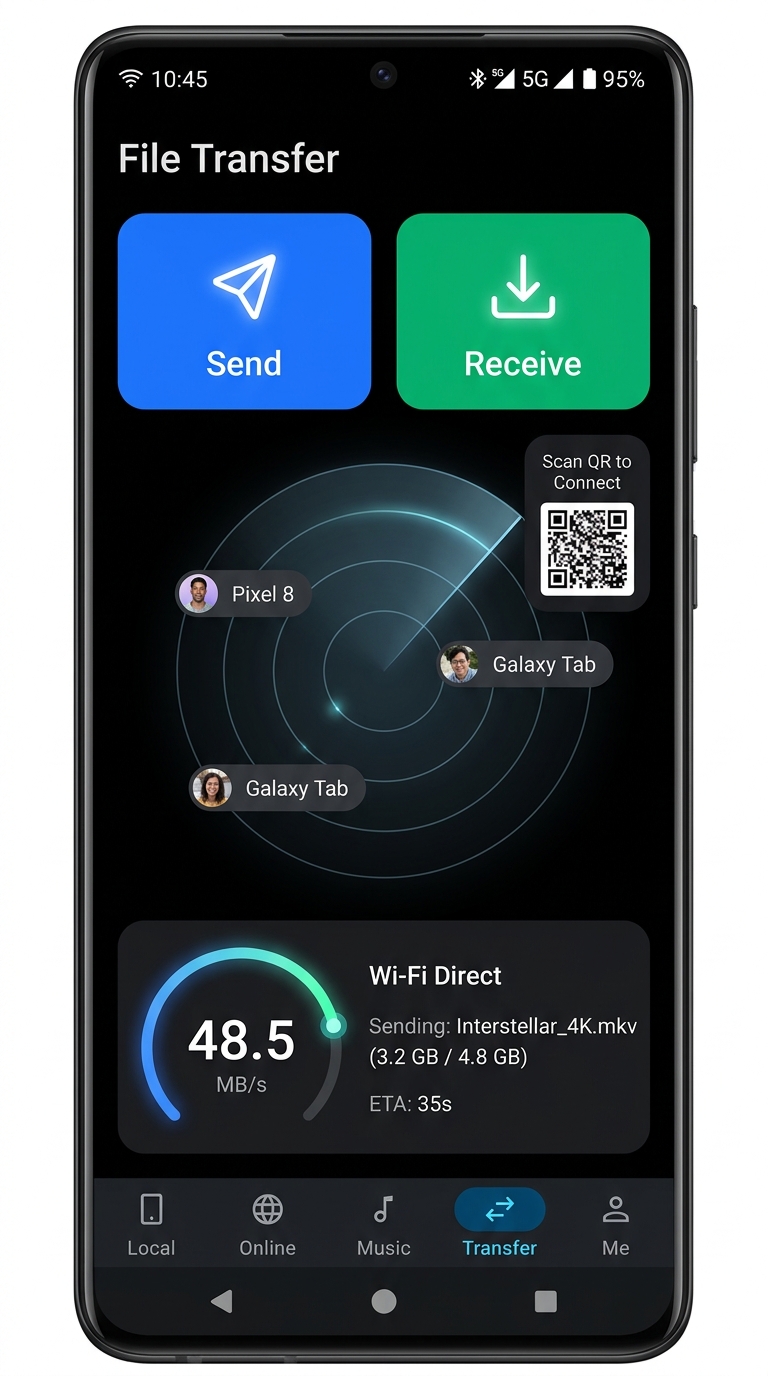 10:45
5G
5G
95%
File Transfer
Send
Receive
Scan QR to
Connect
Pixel 8
Galaxy Tab
Galaxy Tab
48.5
MB/s
Wi-Fi Direct
Sending: Interstellar_4K.mkv
(3.2 GB / 4.8 GB)
ETA: 35s
Local
Online
Music
Transfer
Me